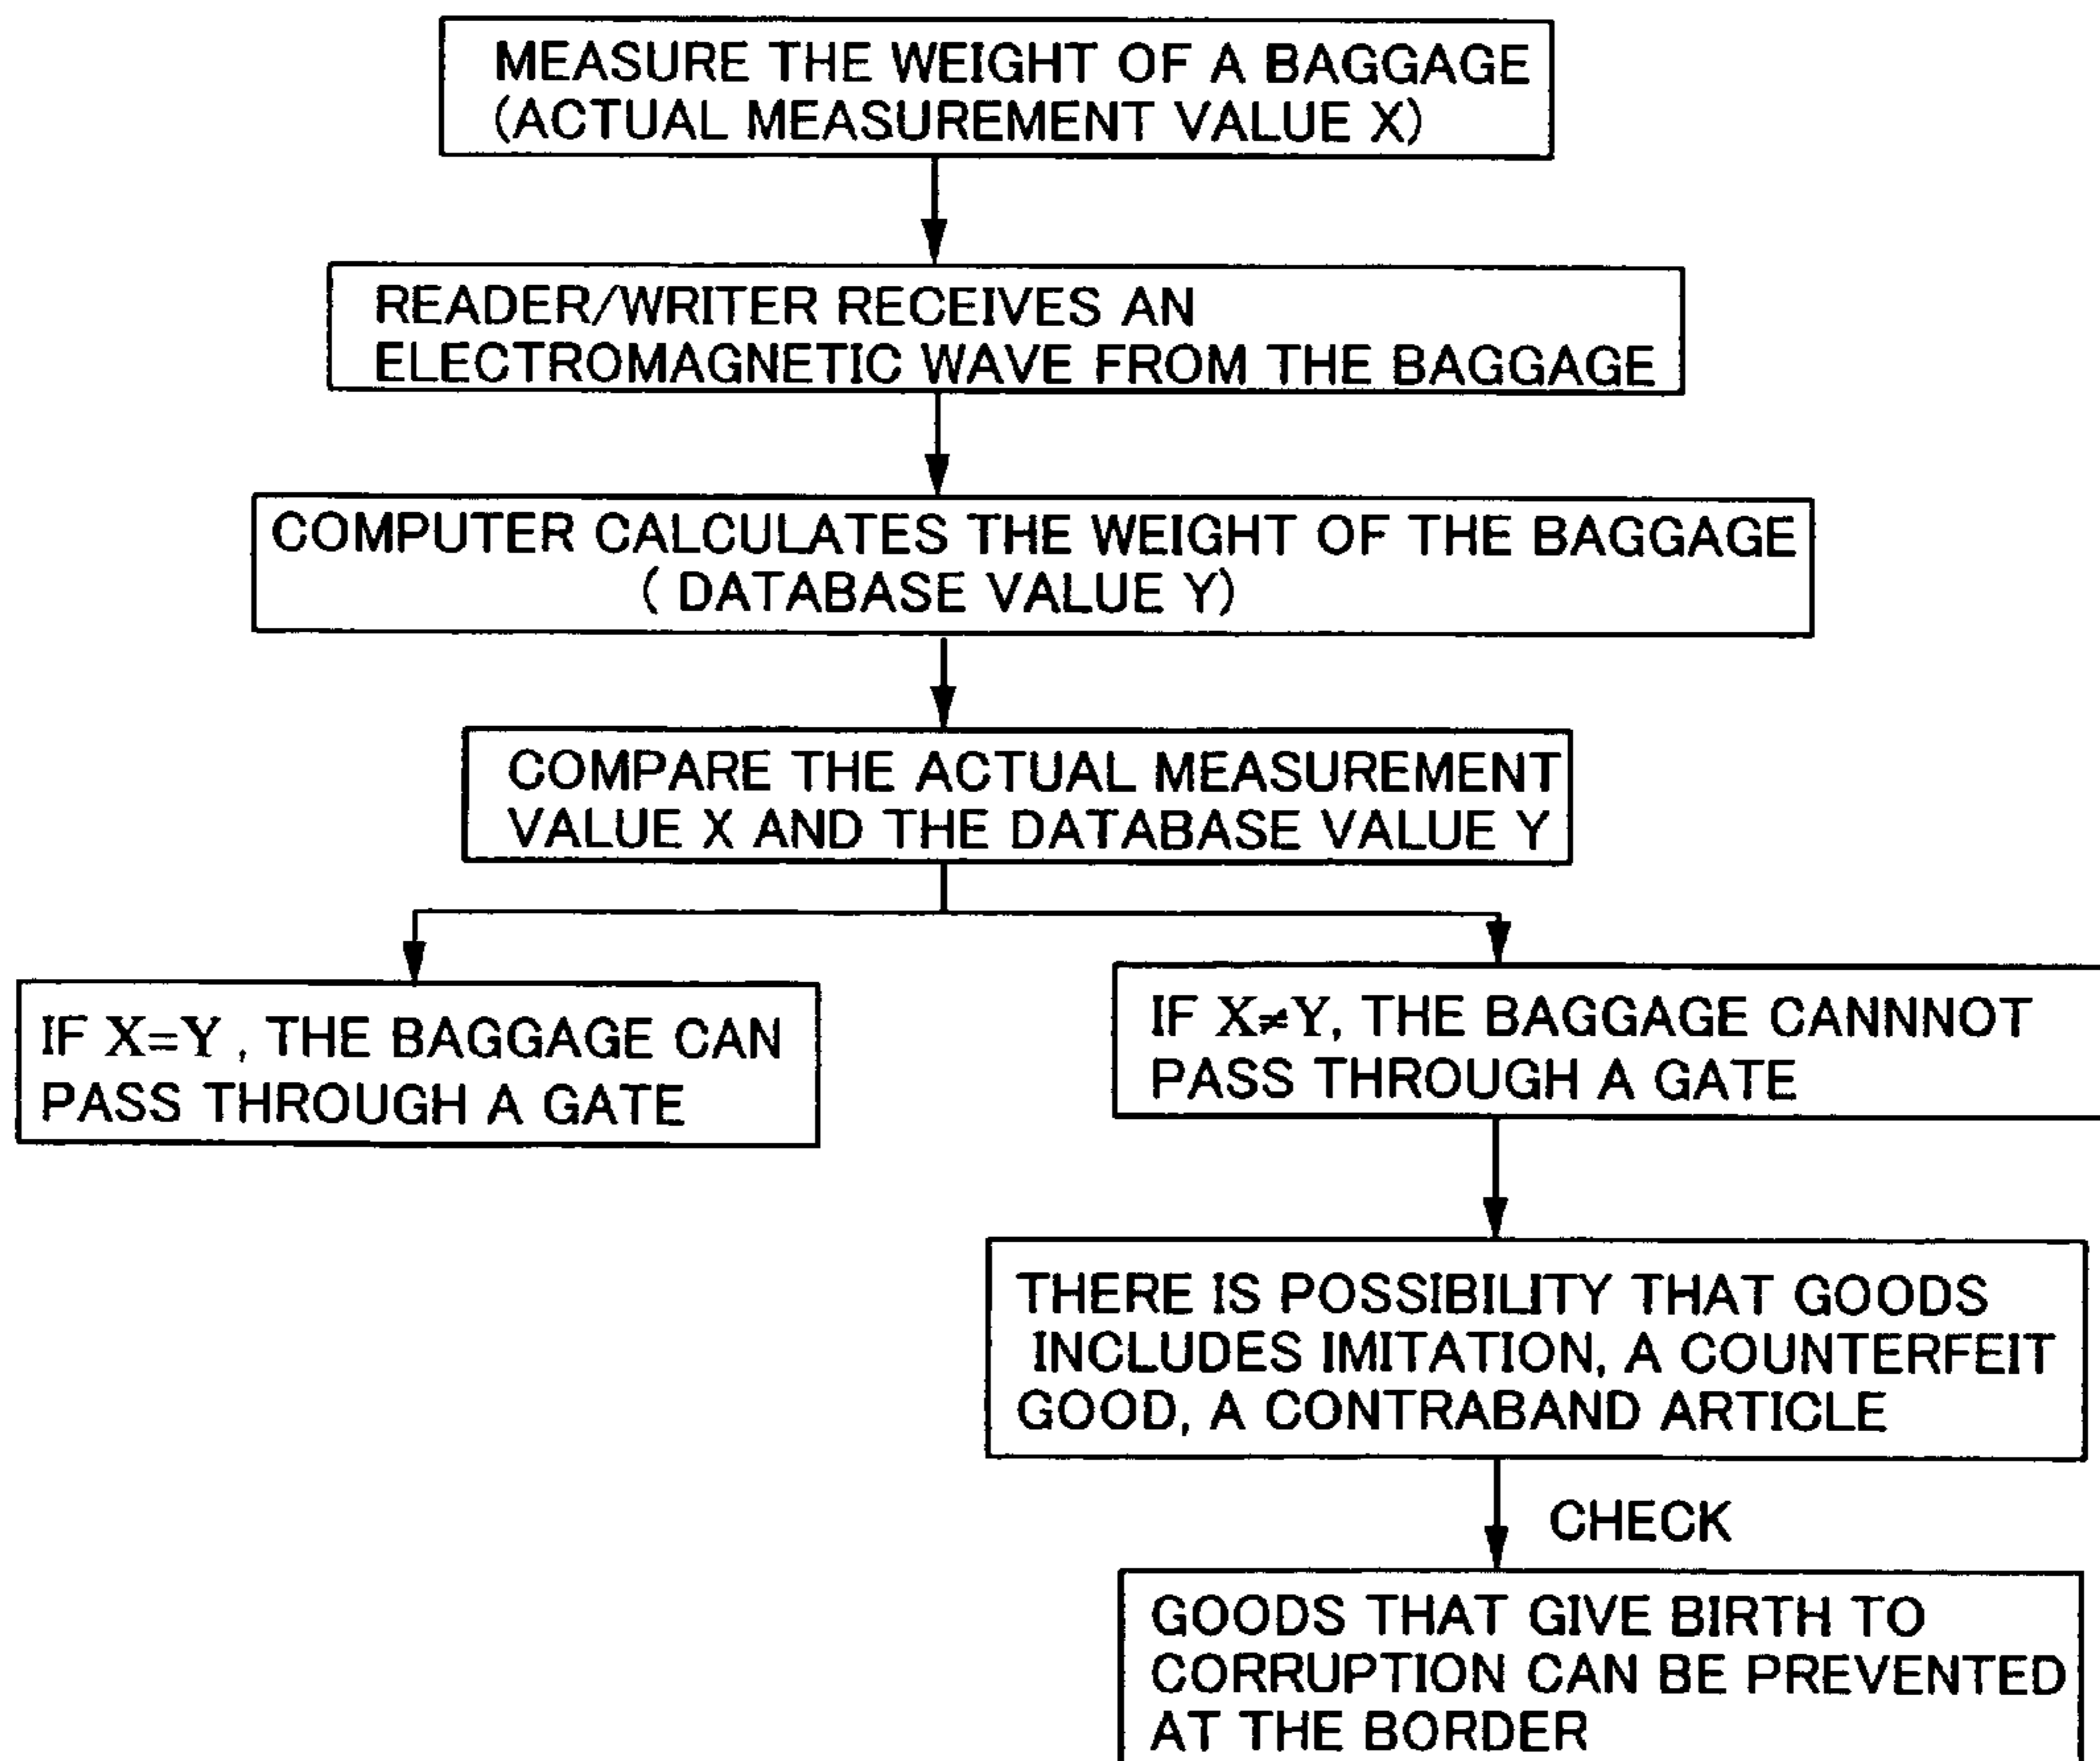 MEASURE THE WEIGHT OF A BAGGAGE
(ACTUAL MEASUREMENT VALUE X)
READER/WRITER RECEIVES AN
ELECTROMAGNETIC WAVE FROM THE BAGGAGE
COMPUTER CALCULATES THE WEIGHT OF THE BAGGAGE
( DATABASE VALUE Y)
COMPARE THE ACTUAL MEASUREMENT
VALUE X AND THE DATABASE VALUE Y
IF X=Y , THE BAGGAGE CAN
PASS THROUGH A GATE
IF X≠Y, THE BAGGAGE CANNNOT
PASS THROUGH A GATE
THERE IS POSSIBILITY THAT GOODS
INCLUDES IMITATION, A COUNTERFEIT
GOOD, A CONTRABAND ARTICLE
CHECK
GOODS THAT GIVE BIRTH TO
CORRUPTION CAN BE PREVENTED
AT THE BORDER